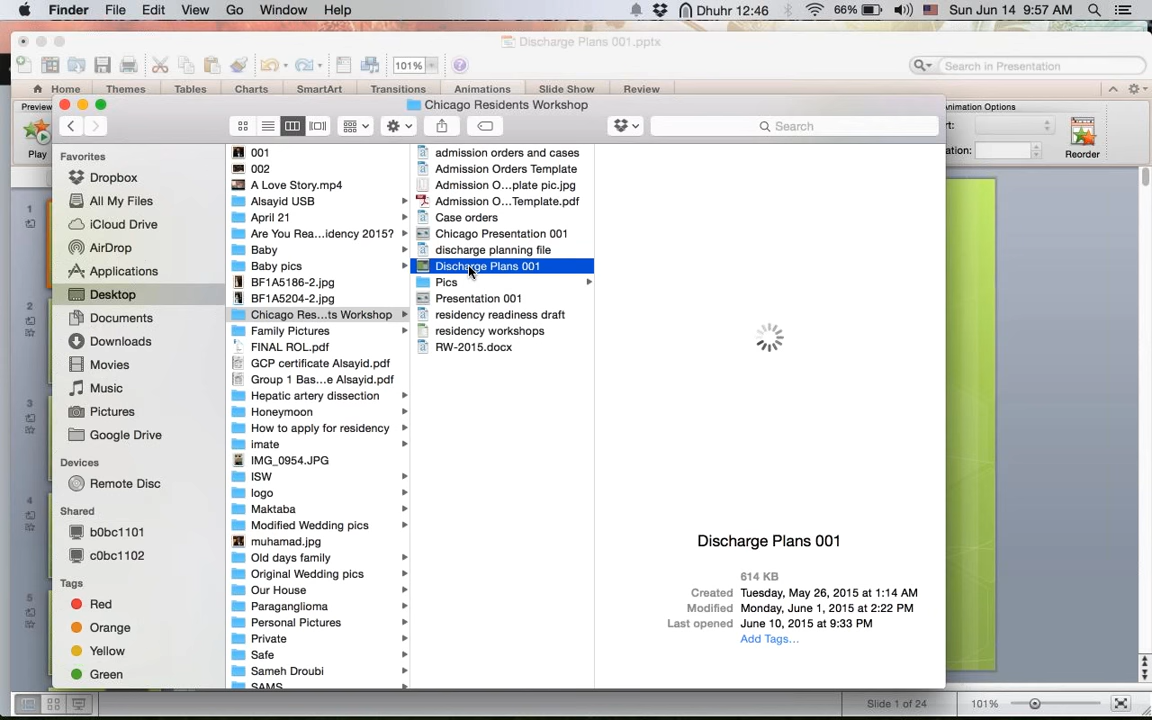 Finder File Edit View Go Window Help Dhuhr 12:46 66% Sun Jun 14 9:57 AM
Discharge Plans 001.pptx
101% Search in Presentation
Home Themes Tables Charts SmartArt Transitions Animations Slide Show Review
Preview Animation Options
Play Reorder
Chicago Residents Workshop
Search
Favorites
Dropbox
All My Files
iCloud Drive
AirDrop
Applications
Desktop
Documents
Downloads
Movies
Music
Pictures
Google Drive
Devices
Remote Disc
Shared
b0bc1101
c0bc1102
Tags
Red
Orange
Yellow
Green
001
002
A Love Story.mp4
Alsayid USB
April 21
Are You Rea...idency 2015?
Baby
Baby pics
BF1A5186-2.jpg
BF1A5204-2.jpg
Chicago Res...ts Workshop
Family Pictures
FINAL ROL.pdf
GCP certificate Alsayid.pdf
Group 1 Bas...e Alsayid.pdf
Hepatic artery dissection
Honeymoon
How to apply for residency
imate
IMG_0954.JPG
ISW
logo
Maktaba
Modified Wedding pics
muhamad.jpg
Old days family
Original Wedding pics
Our House
Paraganglioma
Personal Pictures
Private
Safe
Sameh Droubi
SAMS
admission orders and cases
Admission Orders Template
Admission O...plate pic.jpg
Admission O...Template.pdf
Case orders
Chicago Presentation 001
discharge planning file
Discharge Plans 001
Pics
Presentation 001
residency readiness draft
residency workshops
RW-2015.docx
Discharge Plans 001
614 KB
Created Tuesday, May 26, 2015 at 1:14 AM
Modified Monday, June 1, 2015 at 2:22 PM
Last opened June 10, 2015 at 9:33 PM
Add Tags...
1
2
3
4
5
Slide 1 of 24 101%